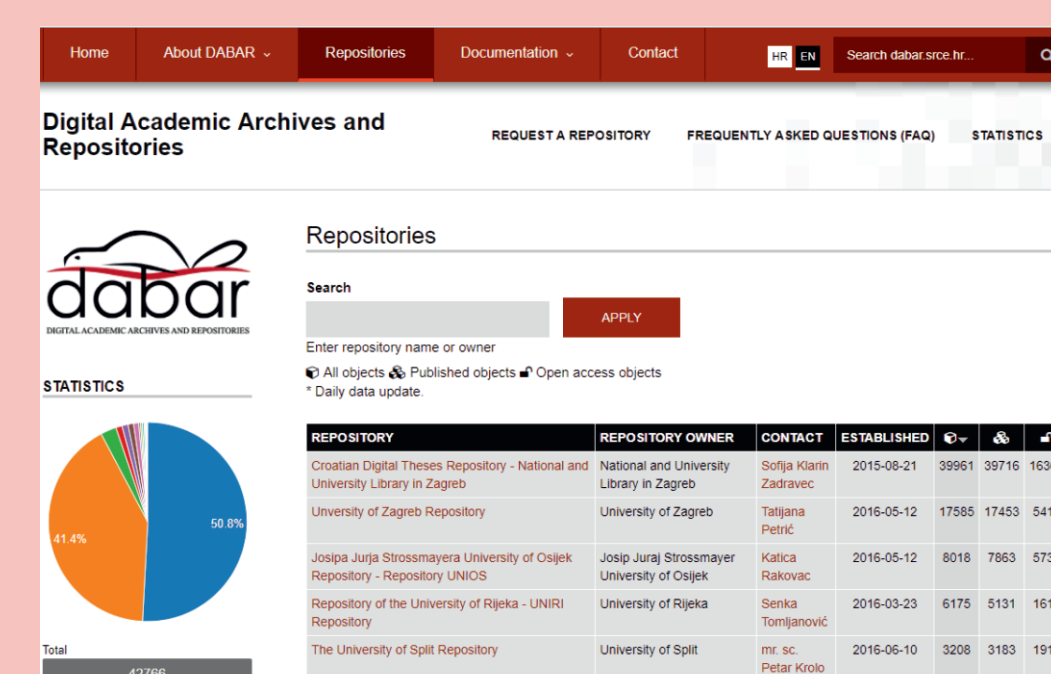 Home About DABAR Repositories Documentation Contact HR EN Search dabar.srce.hr...
Digital Academic Archives and
Repositories
REQUEST A REPOSITORY FREQUENTLY ASKED QUESTIONS (FAQ) STATISTICS
dabar
DIGITAL ACADEMIC ARCHIVES AND REPOSITORIES
STATISTICS
50.8%
41.4%
Total
42766
Repositories
Search
APPLY
Enter repository name or owner
All objects Published objects Open access objects
* Daily data update.
REPOSITORY REPOSITORY OWNER CONTACT ESTABLISHED
Croatian Digital Theses Repository - National and National and University Sofija Klarin 2015-08-21 39961 39716
University Library in Zagreb Library in Zagreb Zadravec
Unversity of Zagreb Repository University of Zagreb Tatijana 2016-05-12 17585 17453
Petrić
Josipa Jurja Strossmayera University of Osijek Josip Juraj Strossmayer Katica 2016-05-12 8018 7863
Repository - Repository UNIOS University of Osijek Rakovac
Repository of the University of Rijeka - UNIRI University of Rijeka Senka 2016-03-23 6175 5131
Repository Tomljanović
The University of Split Repository University of Split mr. sc. 2016-06-10 3208 3183
Petar Krolo